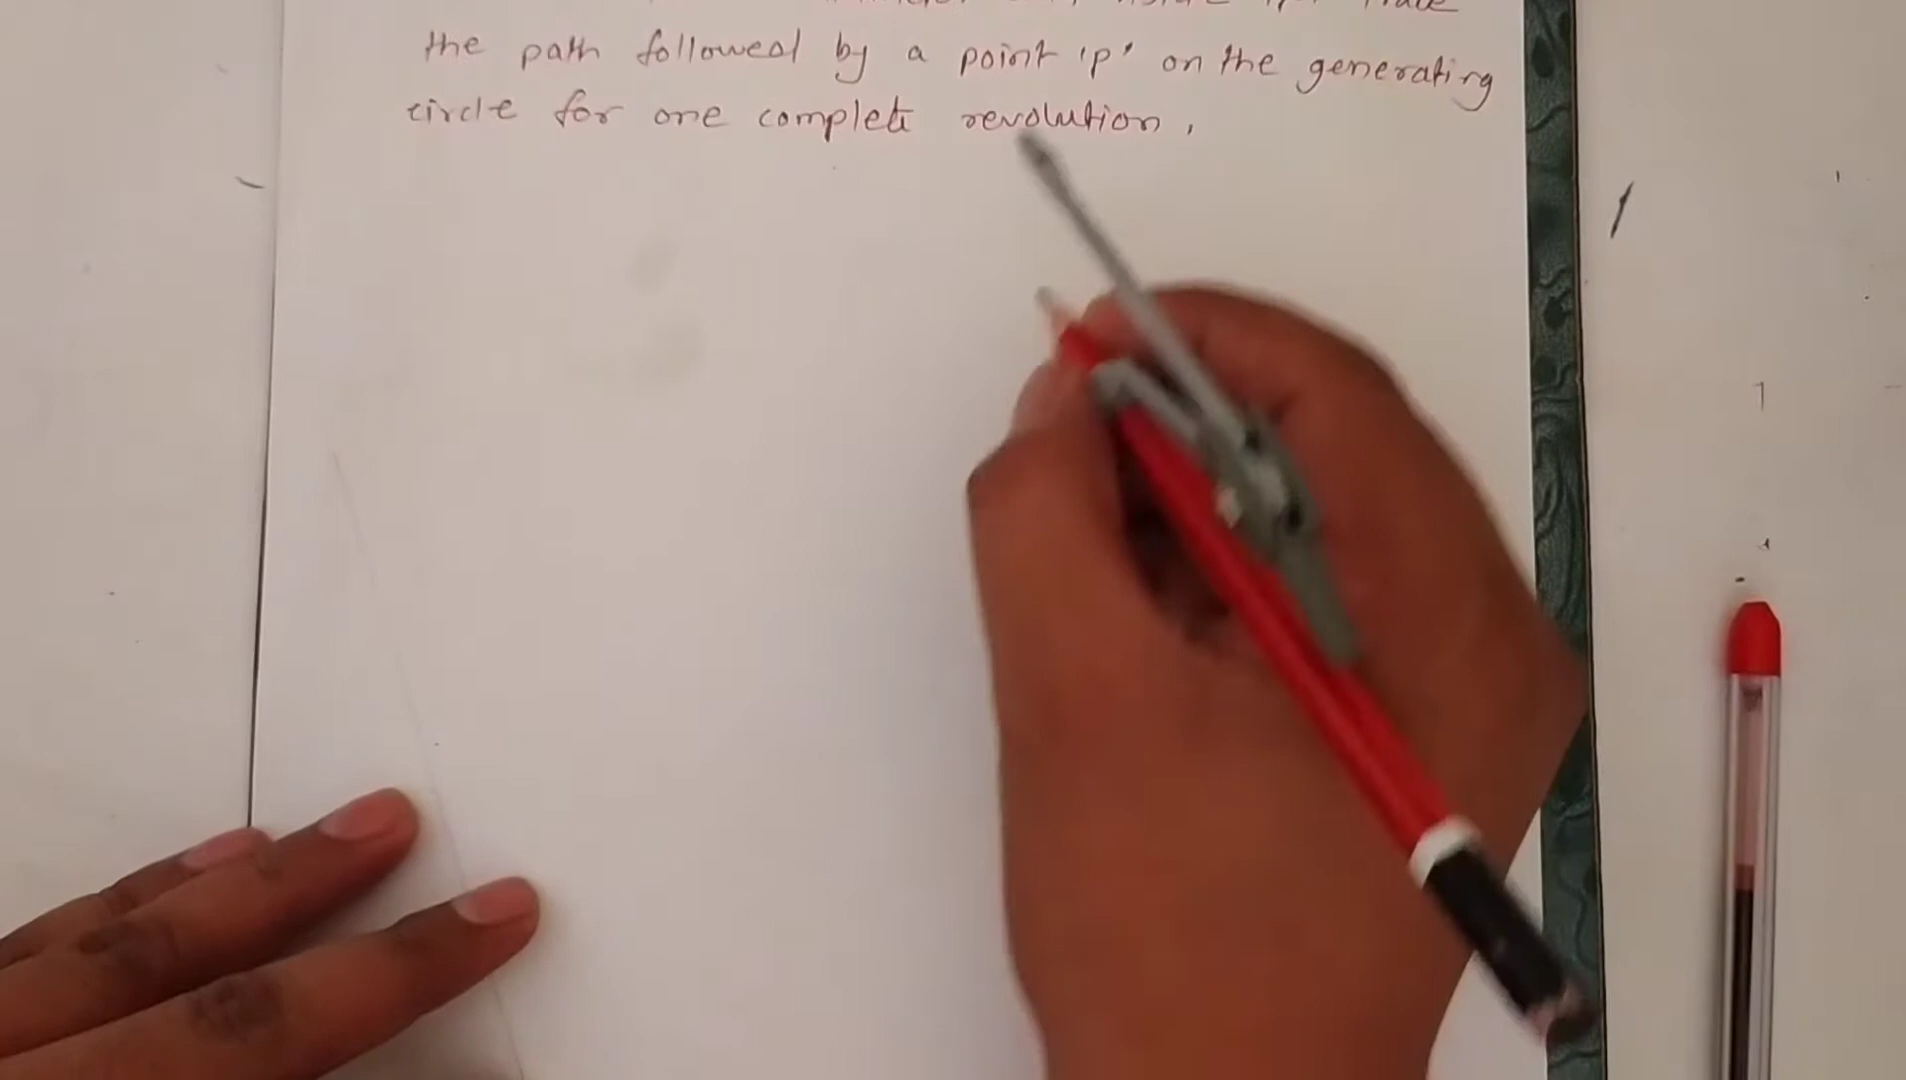 the path followed by a point 'p' on the generating
circle for one complete revolution,